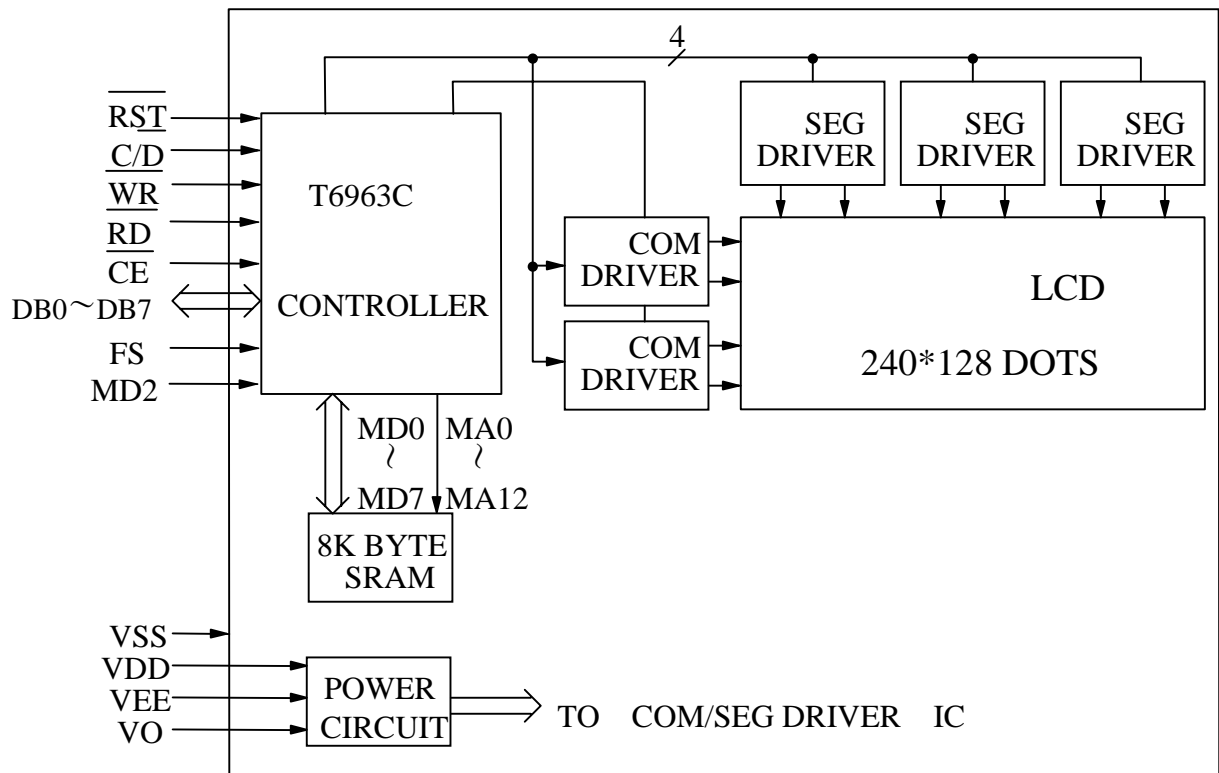 4
RST
C/D
WR
RD
CE
DB0～DB7
FS
MD2
T6963C
CONTROLLER
SEG
DRIVER
SEG
DRIVER
SEG
DRIVER
COM
DRIVER
COM
DRIVER
LCD
240*128 DOTS
MD0
～
MD7
MA0
～
MA12
8K BYTE
SRAM
VSS
VDD
VEE
VO
POWER
CIRCUIT
TO COM/SEG DRIVER IC